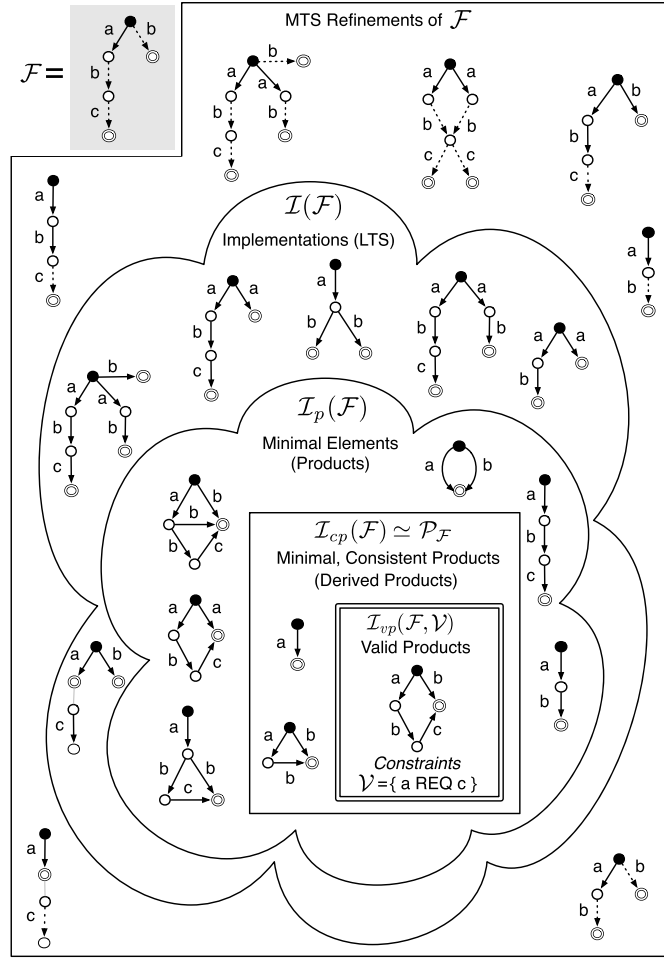 MTS Refinements of 𝓕
𝓕 =
a b
b
c
b
a a
b b
c
a a
b b
c c
a b
b
c
a
b
c
𝓘(𝓕)
Implementations (LTS)
a
b
a a
b
c
a
b b
a a
b b
c
a a
b
b
a a
b b
c
𝓘p(𝓕)
Minimal Elements
(Products)
a b
a b
b
b c
a
b
c
𝓘cp(𝓕) ≃ 𝓟𝓕
Minimal, Consistent Products
(Derived Products)
a a
b c
a
𝓘vp(𝓕, 𝓥)
Valid Products
a b
b c
Constraints
𝓥 = { a REQ c }
a b
c
a
b
a
b b
c
a b
b
a
c
a b
b